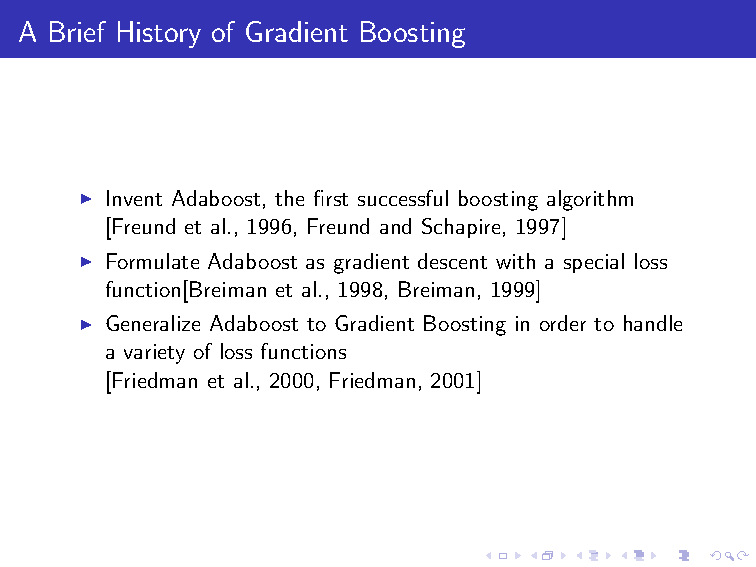 A Brief History of Gradient Boosting
Invent Adaboost, the first successful boosting algorithm
[Freund et al., 1996, Freund and Schapire, 1997]
Formulate Adaboost as gradient descent with a special loss
function[Breiman et al., 1998, Breiman, 1999]
Generalize Adaboost to Gradient Boosting in order to handle
a variety of loss functions
[Friedman et al., 2000, Friedman, 2001]